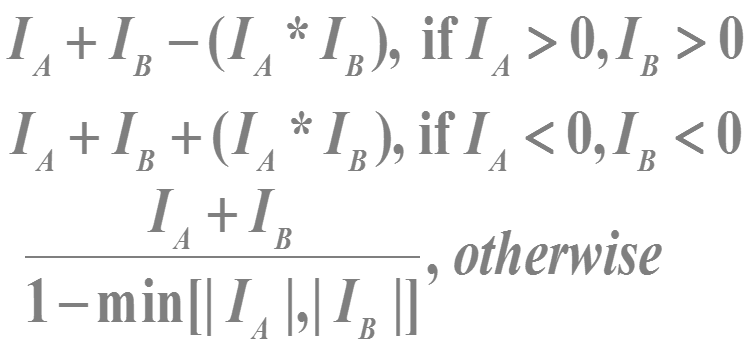 I_A + I_B − (I_A * I_B), if I_A > 0, I_B > 0
I_A + I_B + (I_A * I_B), if I_A < 0, I_B < 0
I_A + I_B
1 − min[| I_A |,| I_B |] , otherwise